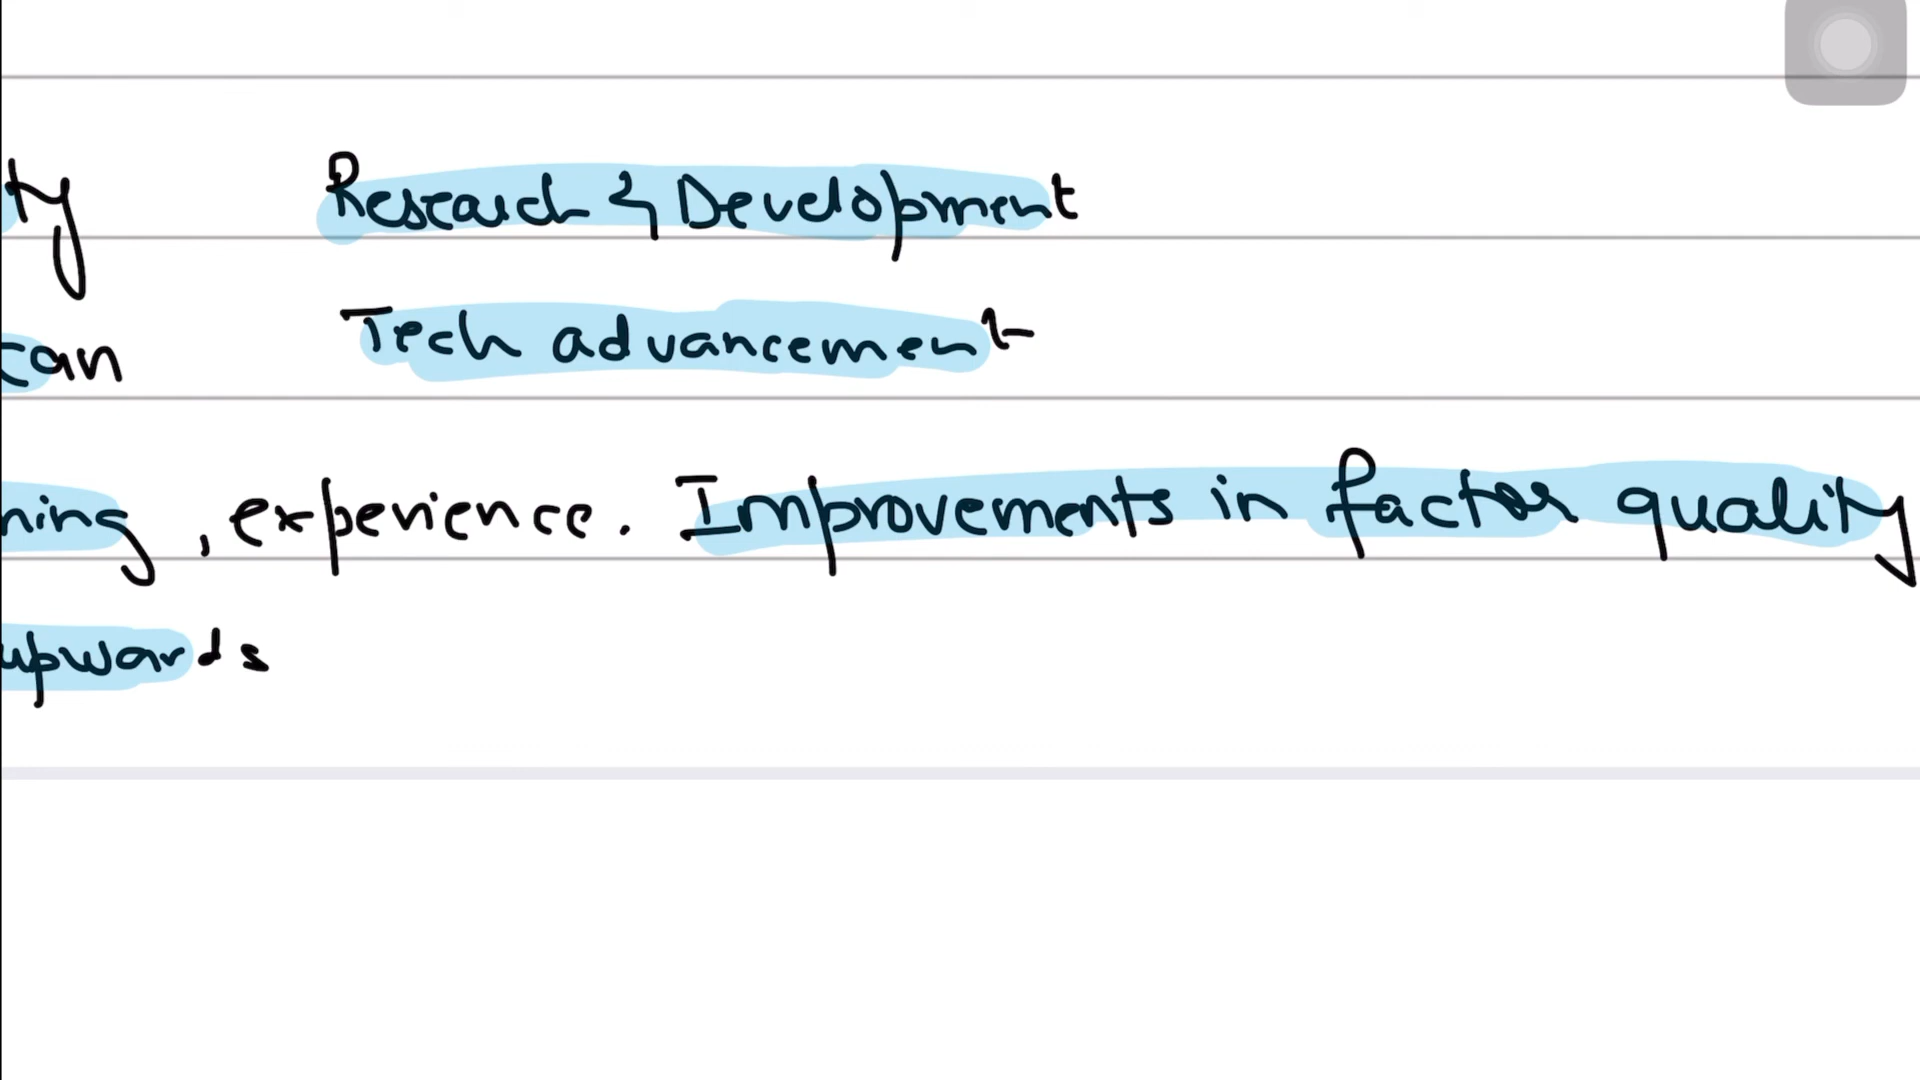 ty Research & Development
can Tech advancement
ning, experience. Improvements in factor quality
upwards